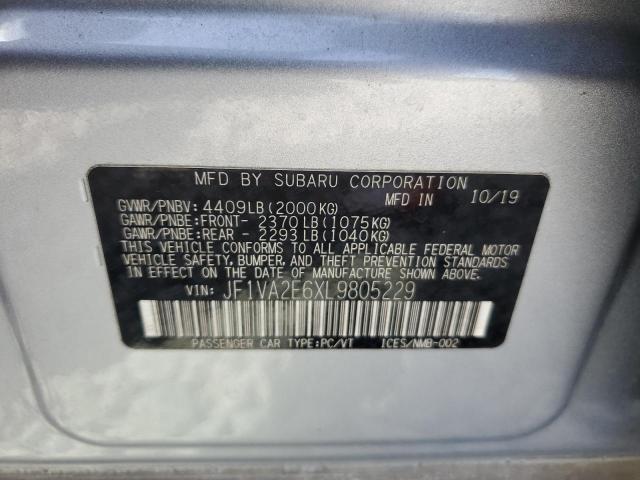 MFD BY SUBARU CORPORATION
MFD IN 10/19
GVWR/PNBV: 4409LB(2000KG)
GAWR/PNBE:FRONT- 2370LB(1075KG)
GAWR/PNBE:REAR - 2293LB(1040KG)
THIS VEHICLE CONFORMS TO ALL APPLICABLE FEDERAL MOTOR
VEHICLE SAFETY, BUMPER, AND THEFT PREVENTION STANDARDS
IN EFFECT ON THE DATE OF MANUFACTURE SHOWN ABOVE.
VIN: JF1VA2E6XL9805229
PASSENGER CAR TYPE:PC/VT ICES/NMB-002